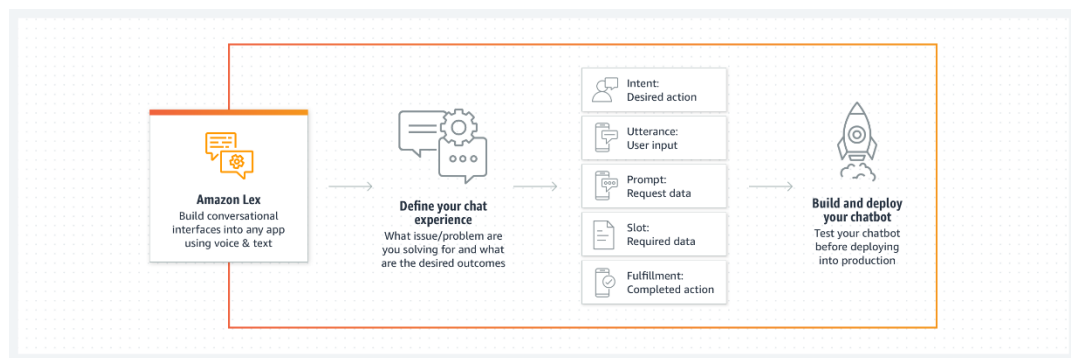 Amazon Lex
Build conversational
interfaces into any app
using voice & text
Define your chat
experience
What issue/problem are
you solving for and what
are the desired outcomes
Intent:
Desired action
Utterance:
User input
Prompt:
Request data
Slot:
Required data
Fulfillment:
Completed action
Build and deploy
your chatbot
Test your chatbot
before deploying
into production